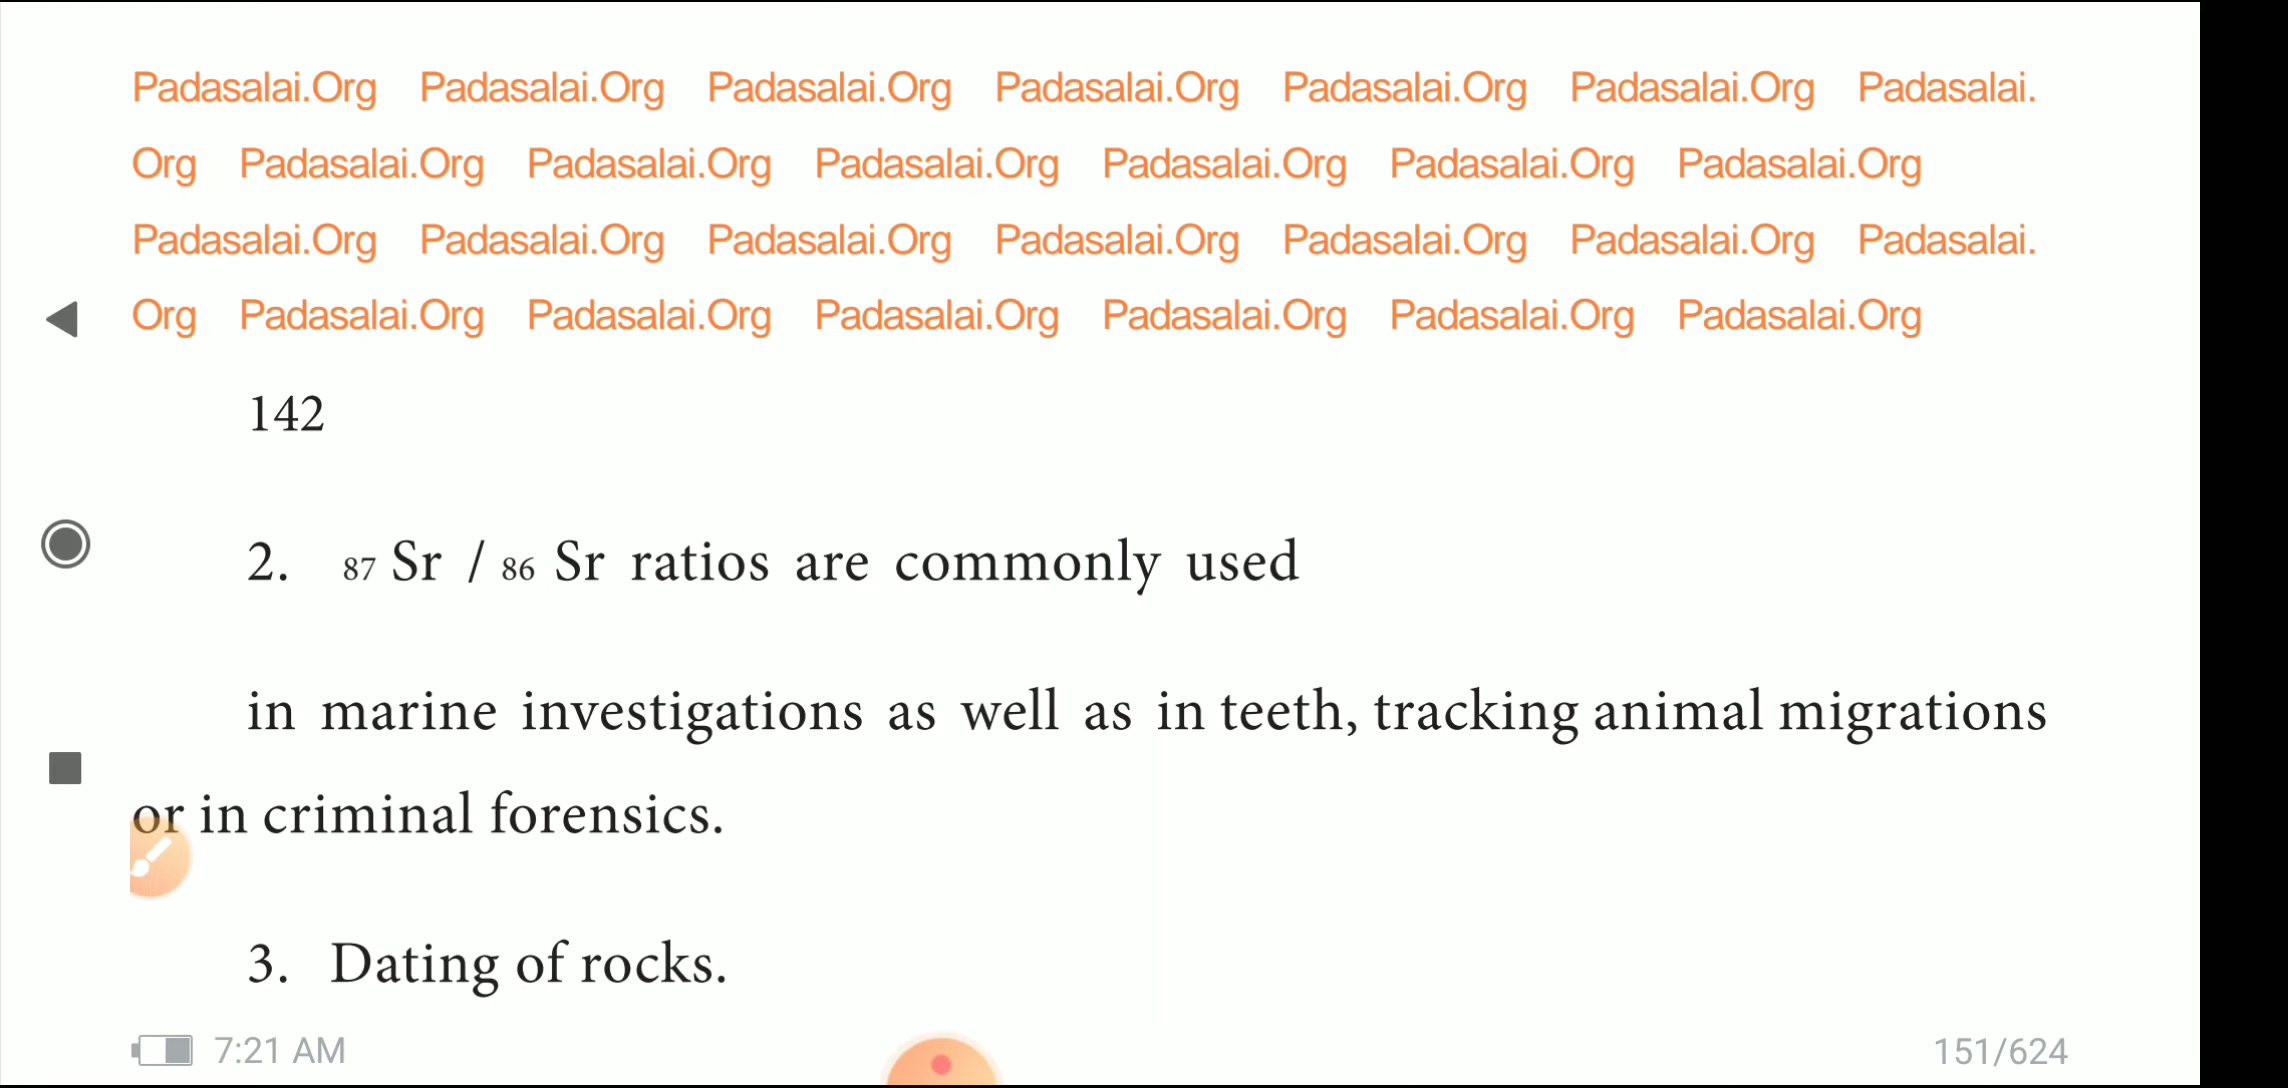 Padasalai.Org Padasalai.Org Padasalai.Org Padasalai.Org Padasalai.Org Padasalai.Org Padasalai.
Org Padasalai.Org Padasalai.Org Padasalai.Org Padasalai.Org Padasalai.Org Padasalai.Org
Padasalai.Org Padasalai.Org Padasalai.Org Padasalai.Org Padasalai.Org Padasalai.Org Padasalai.
Org Padasalai.Org Padasalai.Org Padasalai.Org Padasalai.Org Padasalai.Org Padasalai.Org
142
2. 87 Sr / 86 Sr ratios are commonly used
in marine investigations as well as in teeth, tracking animal migrations
or in criminal forensics.
3. Dating of rocks.
7:21 AM 151/624